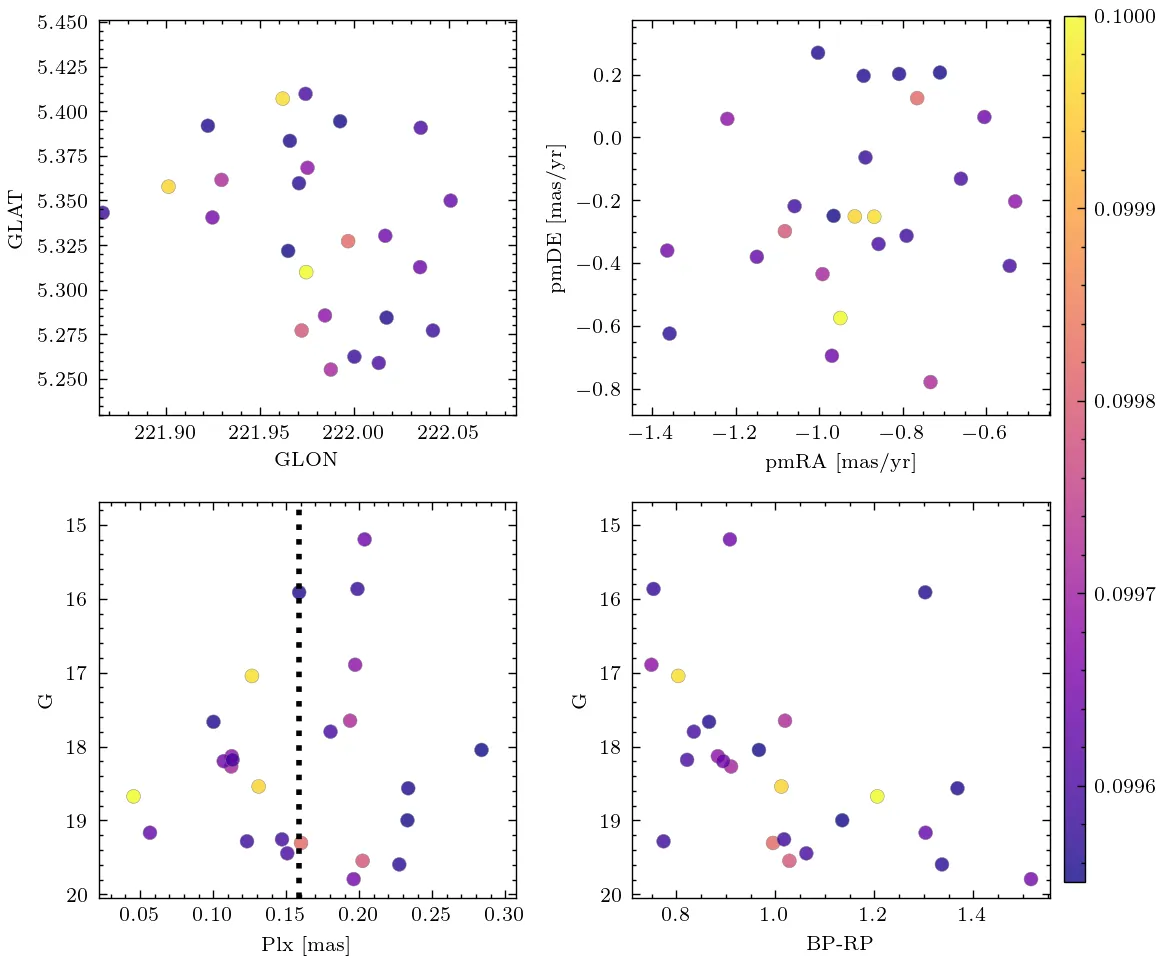 5.450
5.425
5.400
5.375
5.350
5.325
5.300
5.275
5.250
GLAT
221.90 221.95 222.00 222.05
GLON
0.2
0.0
−0.2
−0.4
−0.6
−0.8
pmDE [mas/yr]
−1.4 −1.2 −1.0 −0.8 −0.6
pmRA [mas/yr]
15
16
17
18
19
20
G
0.05 0.10 0.15 0.20 0.25 0.30
Plx [mas]
15
16
17
18
19
20
G
0.8 1.0 1.2 1.4
BP-RP
0.1000
0.0999
0.0998
0.0997
0.0996